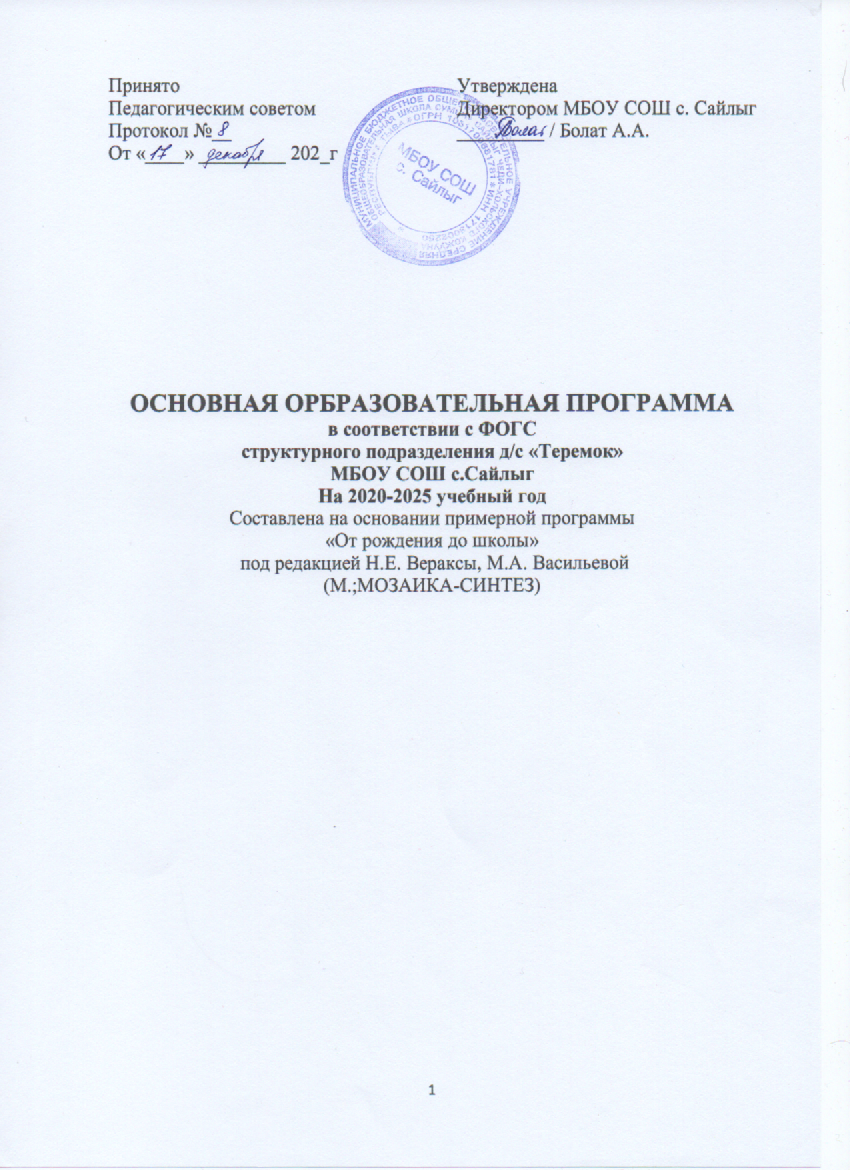 Принято
Педагогическим советом
Протокол № 8
От «17» декабря 202_г
Утверждена
Директором МБОУ СОШ с. Сайлыг
/ Болат А.А.
МБОУ СОШ
с. Сайлыг
ОСНОВНАЯ ОРБРАЗОВАТЕЛЬНАЯ ПРОГРАММА
в соответствии с ФОГС
структурного подразделения д/с «Теремок»
МБОУ СОШ с.Сайлыг
На 2020-2025 учебный год
Составлена на основании примерной программы
«От рождения до школы»
под редакцией Н.Е. Вераксы, М.А. Васильевой
(М.;МОЗАИКА-СИНТЕЗ)
1